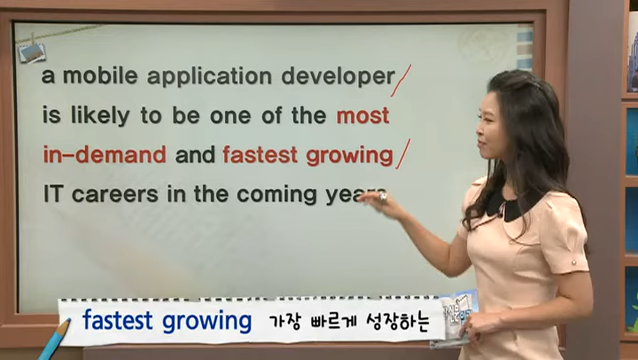 a mobile application developer
is likely to be one of the most
in-demand and fastest growing
IT careers in the coming years
fastest growing 가장 빠르게 성장하는